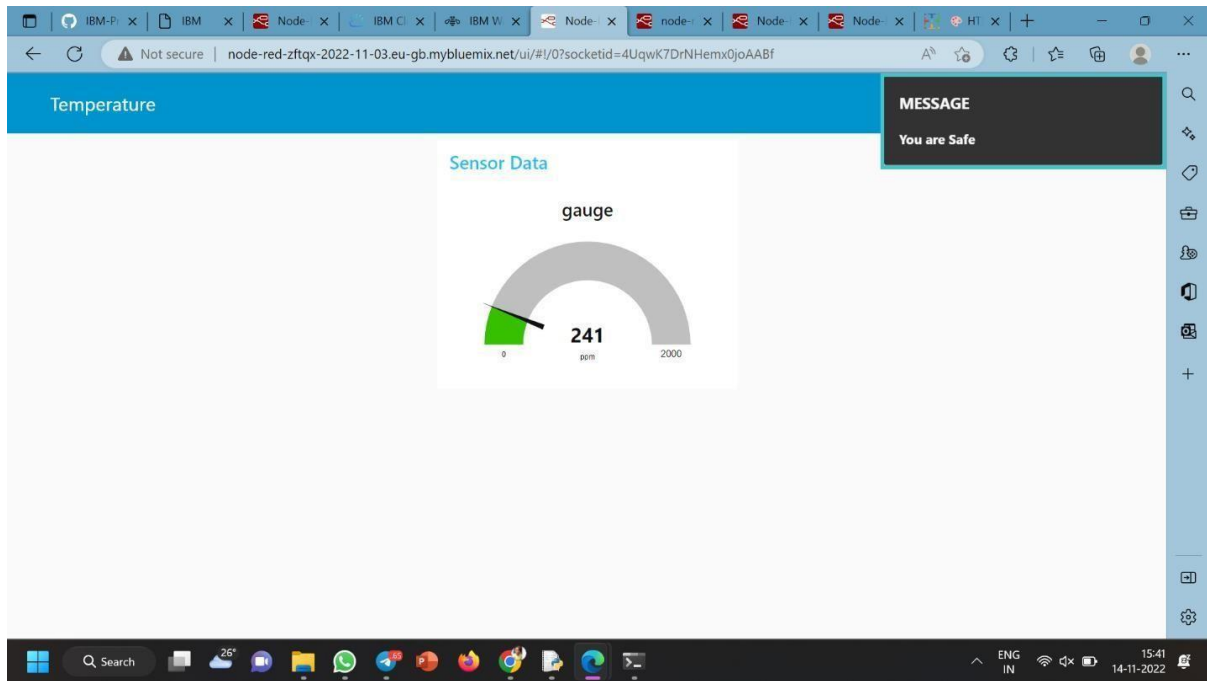 IBM-P
IBM
Node-
IBM Cl
IBM W
Node-
node-
Node-
Node-
HT
Not secure
node-red-zftqx-2022-11-03.eu-gb.mybluemix.net/ui/#!/0?socketid=4UqwK7DrNHemx0joAABf
Temperature
MESSAGE
You are Safe
Sensor Data
gauge
241
0
ppm
2000
Search
26°
ENG
IN
15:41
14-11-2022